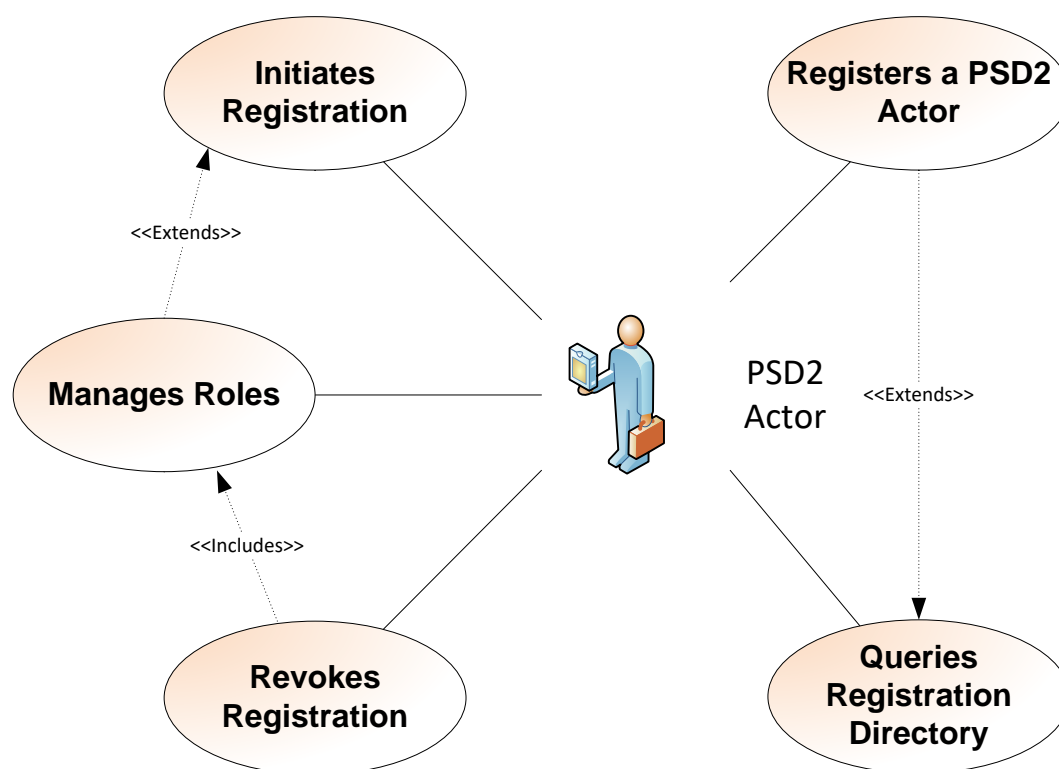 Initiates
Registration
Registers a PSD2
Actor
<<Extends>>
Manages Roles
PSD2
Actor
<<Extends>>
<<Includes>>
Revokes
Registration
Queries
Registration
Directory